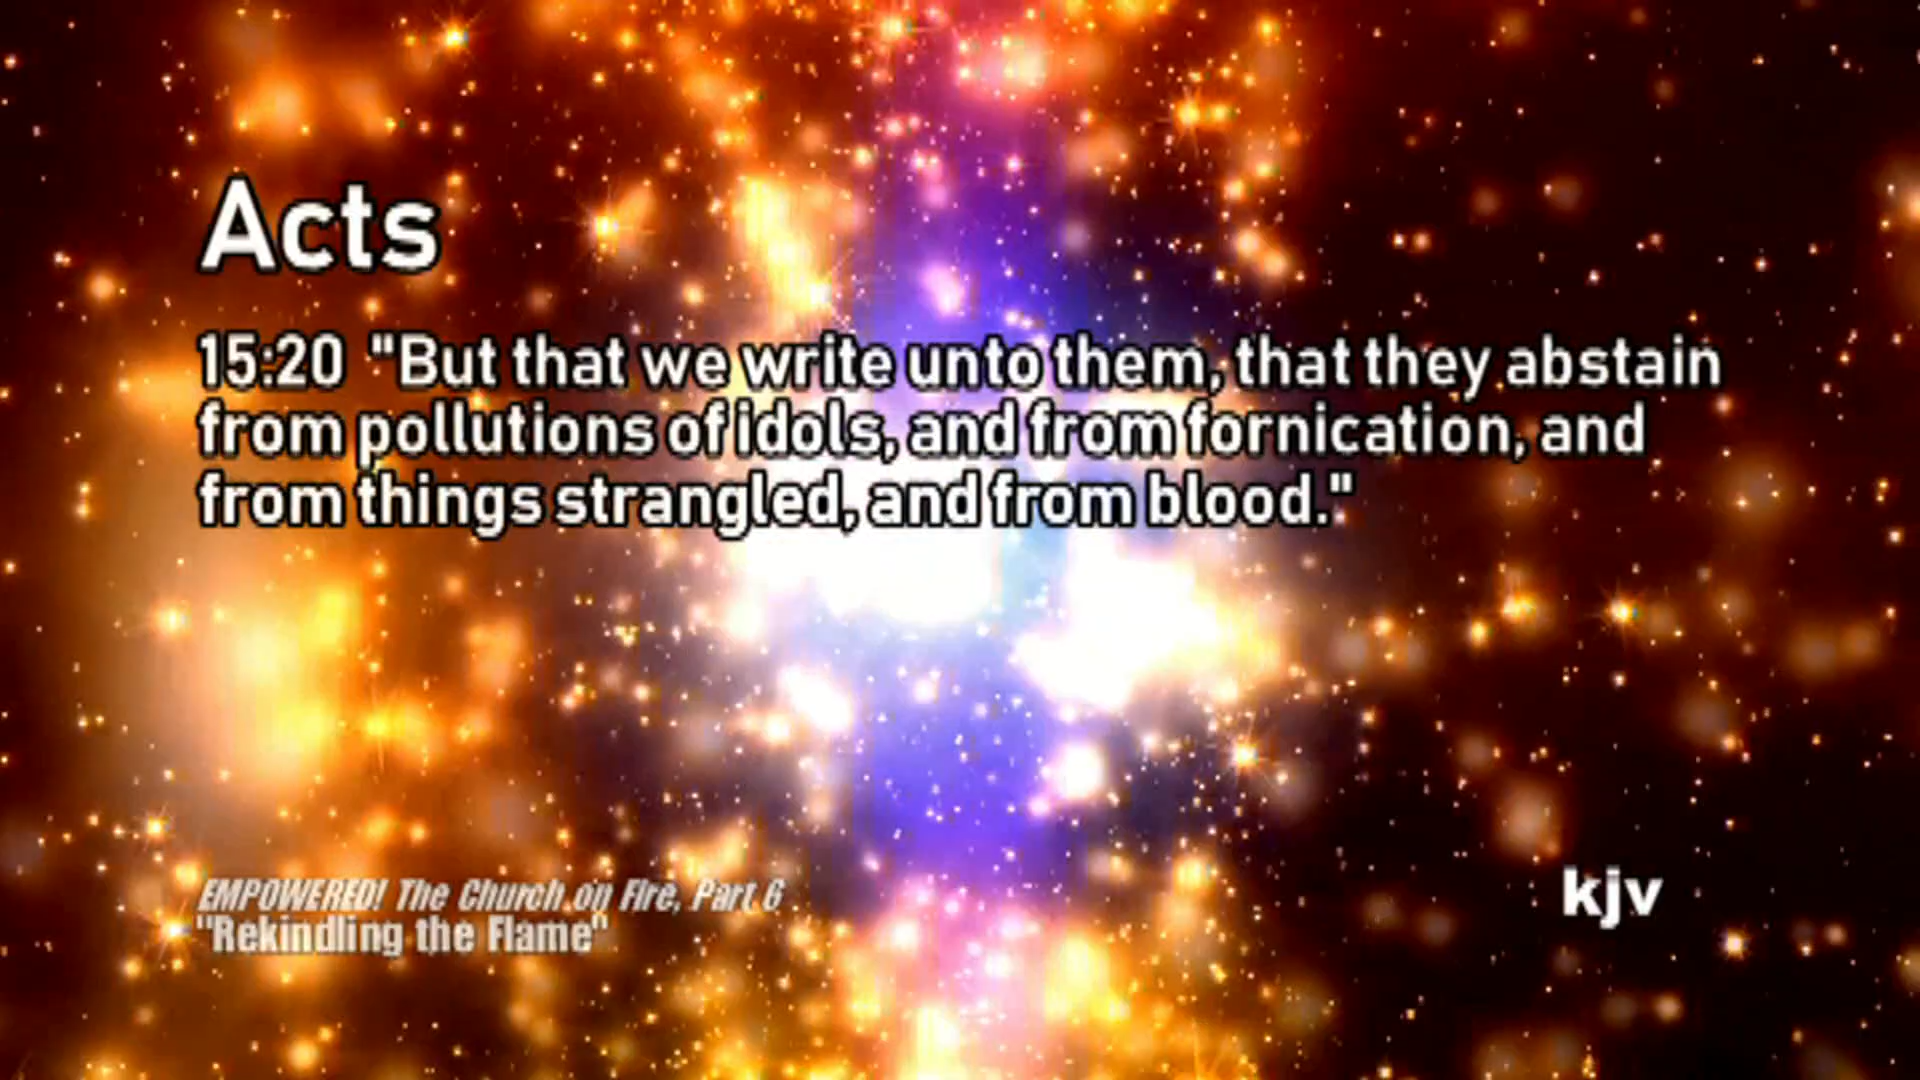 Acts
15:20 "But that we write unto them, that they abstain
from pollutions of idols, and from fornication, and
from things strangled, and from blood."
EMPOWERED! The Church on Fire, Part 6
"Rekindling the Flame"
kjv